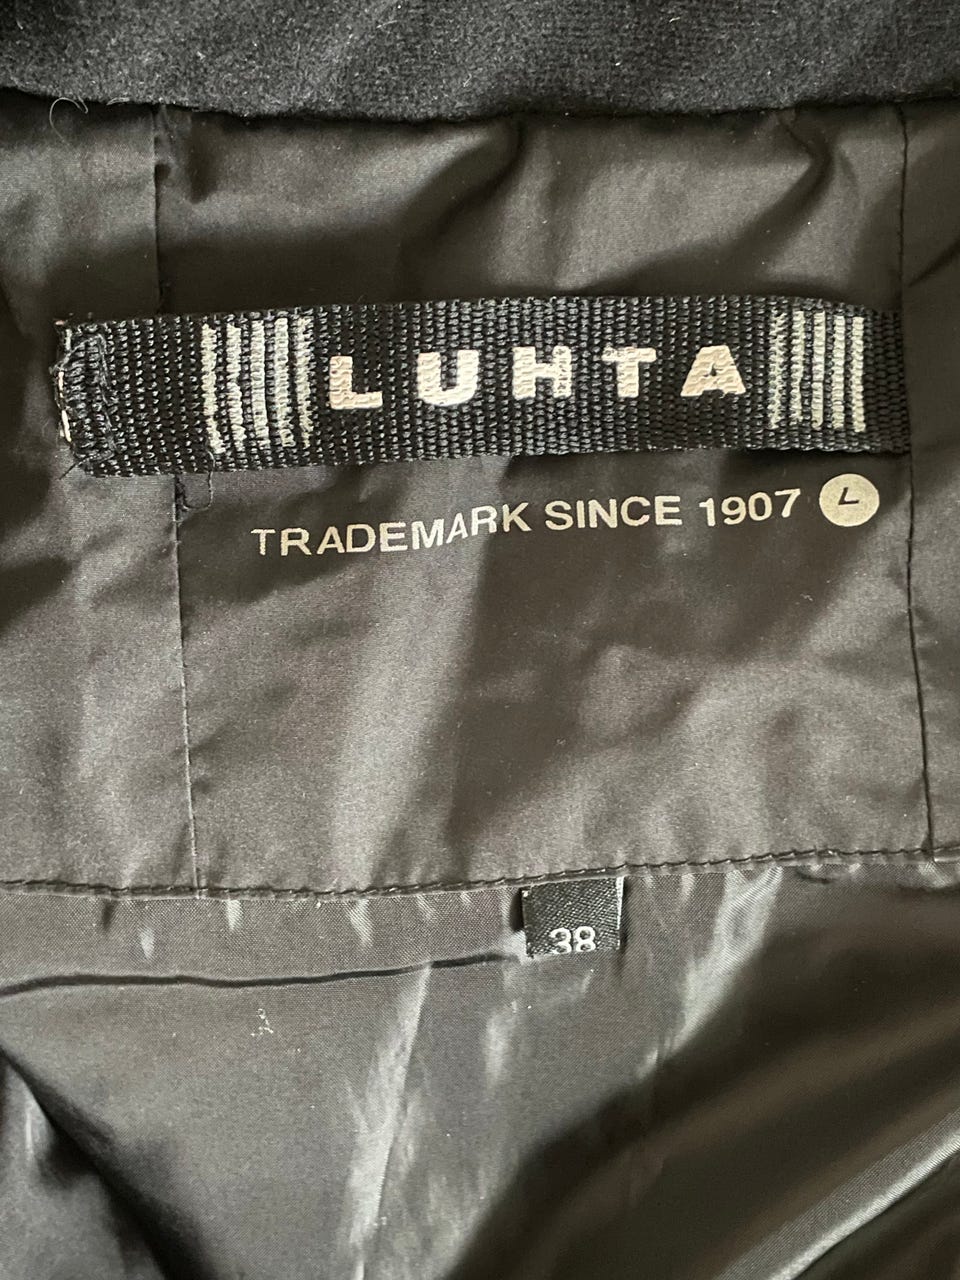 LUHTA
TRADEMARK SINCE 1907 L
38